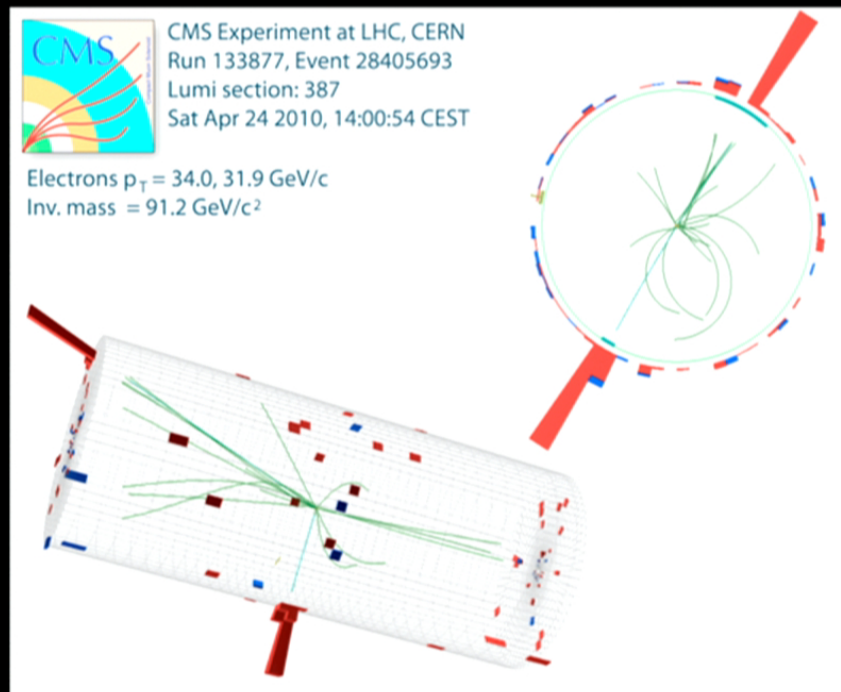 CMS
CMS Experiment at LHC, CERN
Run 133877, Event 28405693
Lumi section: 387
Sat Apr 24 2010, 14:00:54 CEST
Electrons pT = 34.0, 31.9 GeV/c
Inv. mass = 91.2 GeV/c²